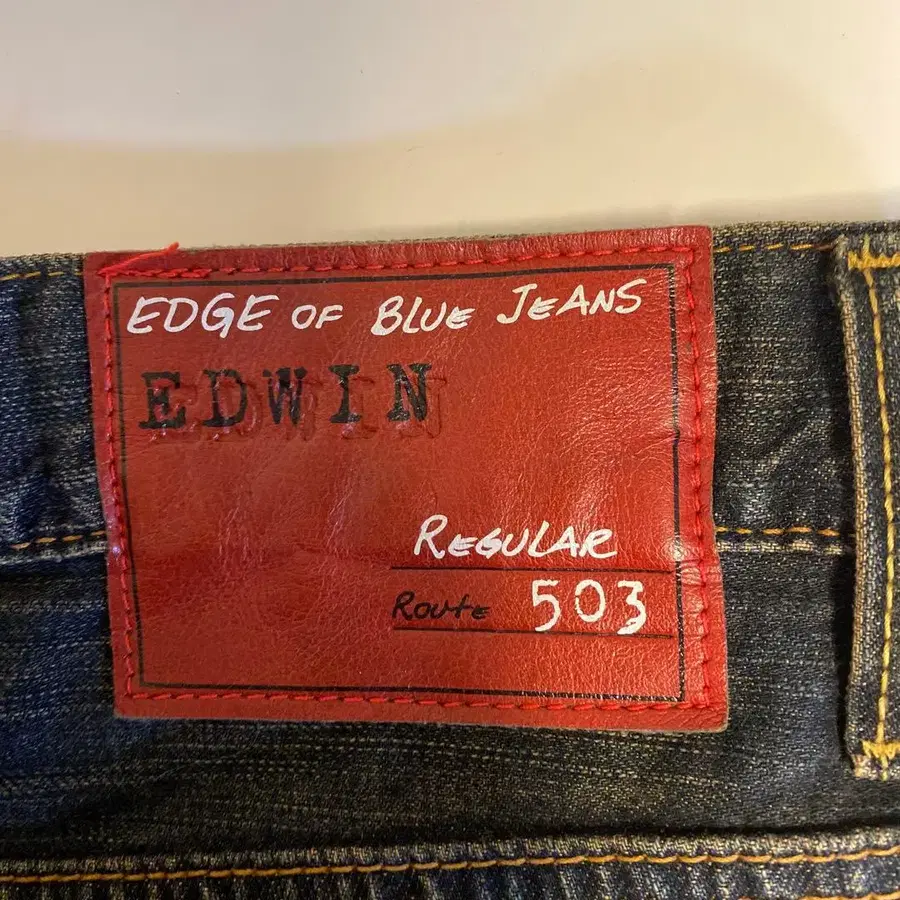 EDGE OF BLUE JEANS
EDWIN
REGULAR
ROUTE 503